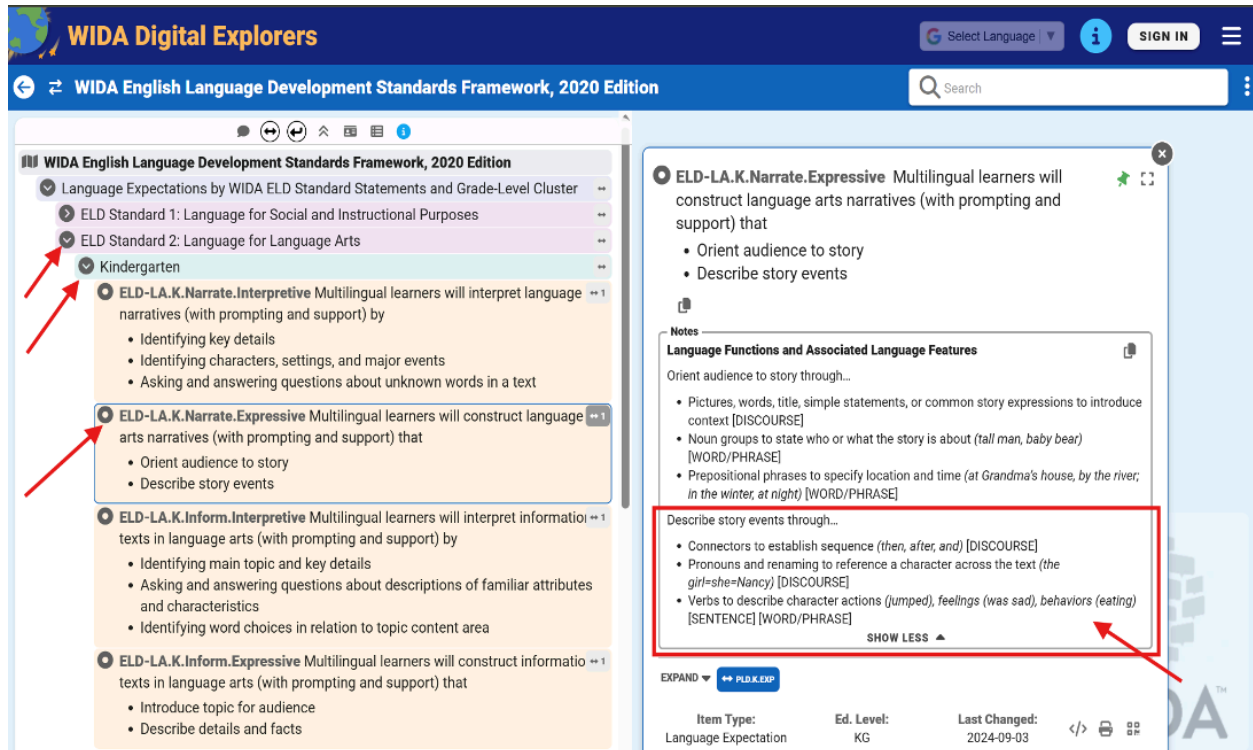 WIDA Digital Explorers
Select Language
SIGN IN
WIDA English Language Development Standards Framework, 2020 Edition
Search
WIDA English Language Development Standards Framework, 2020 Edition
Language Expectations by WIDA ELD Standard Statements and Grade-Level Cluster
ELD Standard 1: Language for Social and Instructional Purposes
ELD Standard 2: Language for Language Arts
Kindergarten
ELD-LA.K.Narrate.Interpretive Multilingual learners will interpret language
1
narratives (with prompting and support) by
• Identifying key details
• Identifying characters, settings, and major events
• Asking and answering questions about unknown words in a text
ELD-LA.K.Narrate.Expressive Multilingual learners will construct language
1
arts narratives (with prompting and support) that
• Orient audience to story
• Describe story events
ELD-LA.K.Inform.Interpretive Multilingual learners will interpret informatio
1
texts in language arts (with prompting and support) by
• Identifying main topic and key details
• Asking and answering questions about descriptions of familiar attributes
and characteristics
• Identifying word choices in relation to topic content area
ELD-LA.K.Inform.Expressive Multilingual learners will construct informatio
1
texts in language arts (with prompting and support) that
• Introduce topic for audience
• Describe details and facts
ELD-LA.K.Narrate.Expressive Multilingual learners will
construct language arts narratives (with prompting and
support) that
• Orient audience to story
• Describe story events
Notes
Language Functions and Associated Language Features
Orient audience to story through...
• Pictures, words, title, simple statements, or common story expressions to introduce
context [DISCOURSE]
• Noun groups to state who or what the story is about (tall man, baby bear)
[WORD/PHRASE]
• Prepositional phrases to specify location and time (at Grandma's house, by the river;
in the winter, at night) [WORD/PHRASE]
Describe story events through...
• Connectors to establish sequence (then, after, and) [DISCOURSE]
• Pronouns and renaming to reference a character across the text (the
girl=she=Nancy) [DISCOURSE]
• Verbs to describe character actions (jumped), feelings (was sad), behaviors (eating)
[SENTENCE] [WORD/PHRASE]
SHOW LESS
EXPAND
PLD.K.EXP
Item Type:
Language Expectation
Ed. Level:
KG
Last Changed:
2024-09-03
DA
TM